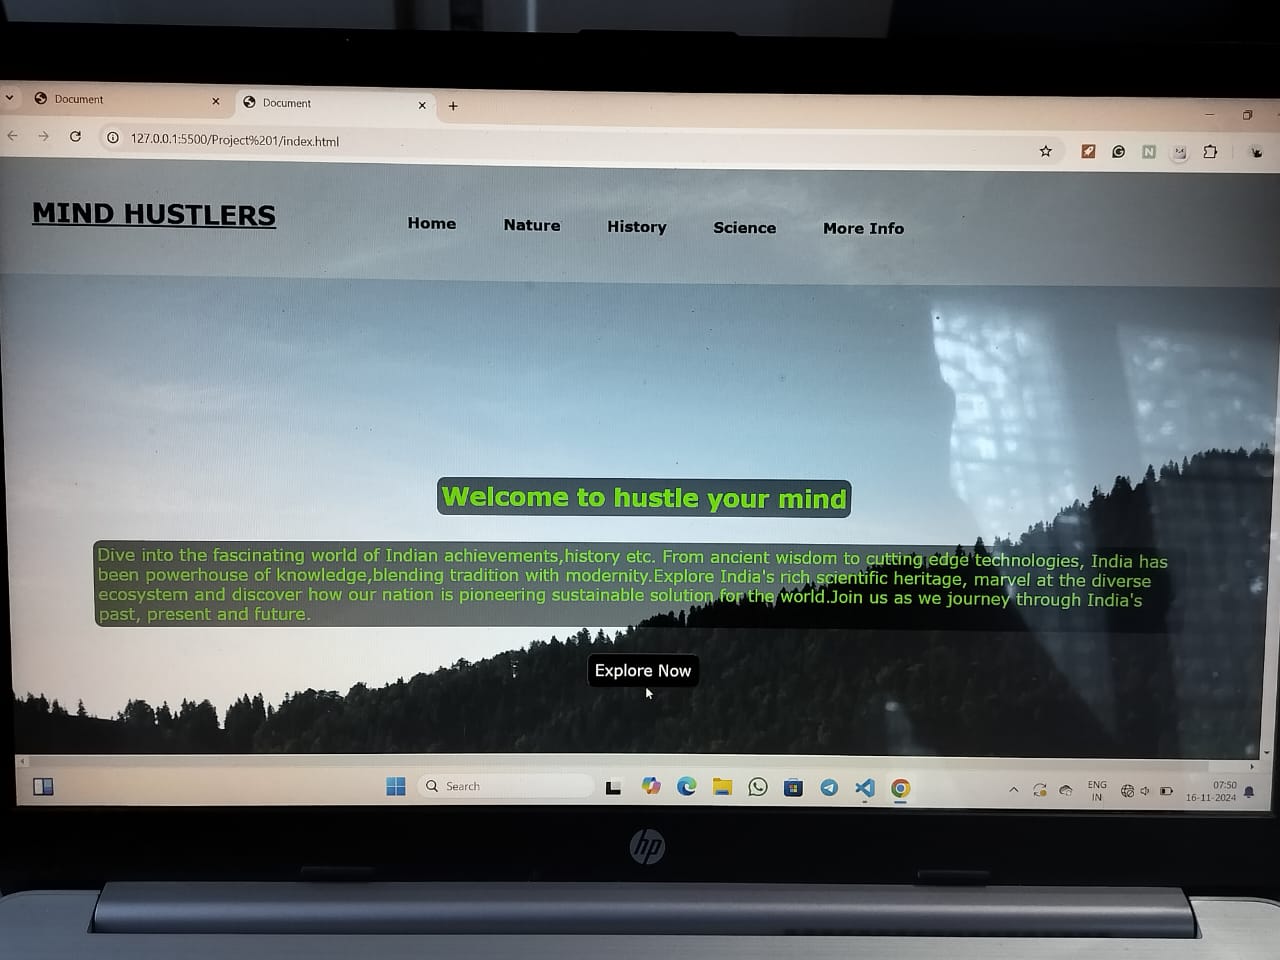 Document
Document
127.0.0.1:5500/Project%201/index.html
MIND HUSTLERS
Home Nature History Science More Info
Welcome to hustle your mind
Dive into the fascinating world of Indian achievements,history etc. From ancient wisdom to cutting edge technologies, India has
been powerhouse of knowledge,blending tradition with modernity.Explore India's rich scientific heritage, marvel at the diverse
ecosystem and discover how our nation is pioneering sustainable solution for the world.Join us as we journey through India's
past, present and future.
Explore Now
Search
ENG
IN
07:50
16-11-2024
hp